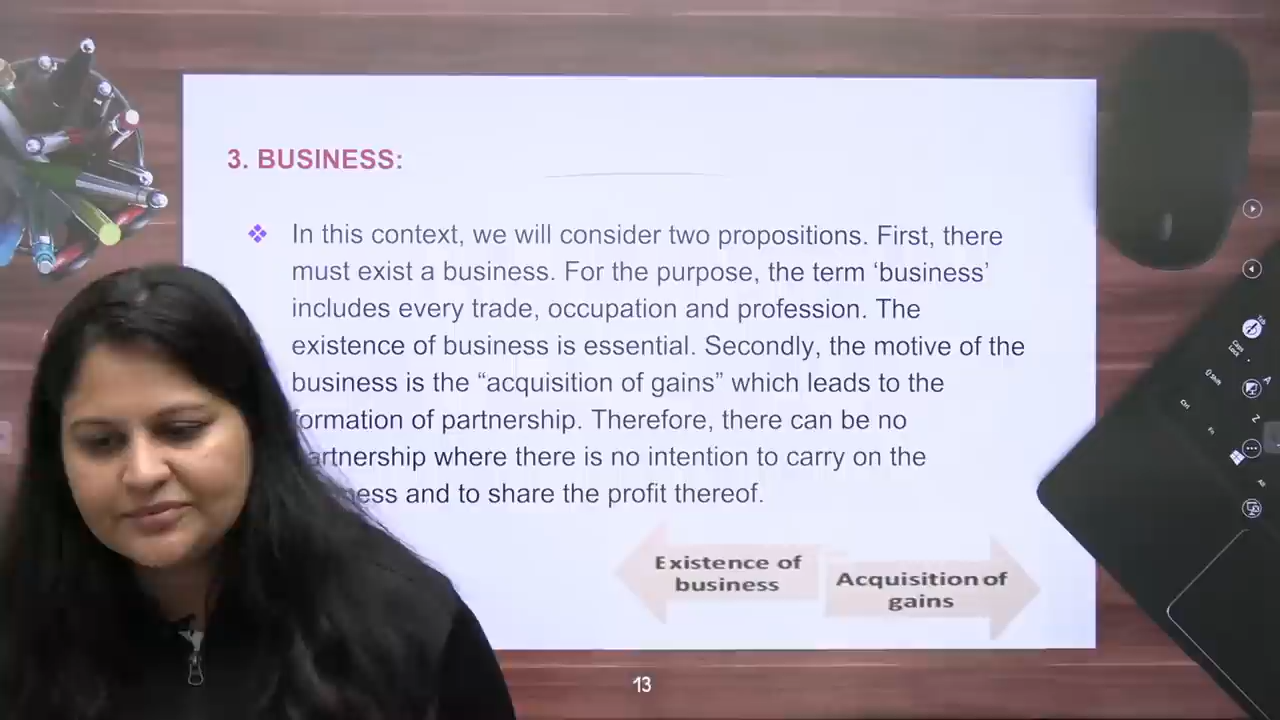 3. BUSINESS:
❖ In this context, we will consider two propositions. First, there
must exist a business. For the purpose, the term ‘business’
includes every trade, occupation and profession. The
existence of business is essential. Secondly, the motive of the
business is the “acquisition of gains” which leads to the
formation of partnership. Therefore, there can be no
where there is no intention to carry on the
and to share the profit thereof.
Existence of
business
Acquisition of
gains
13